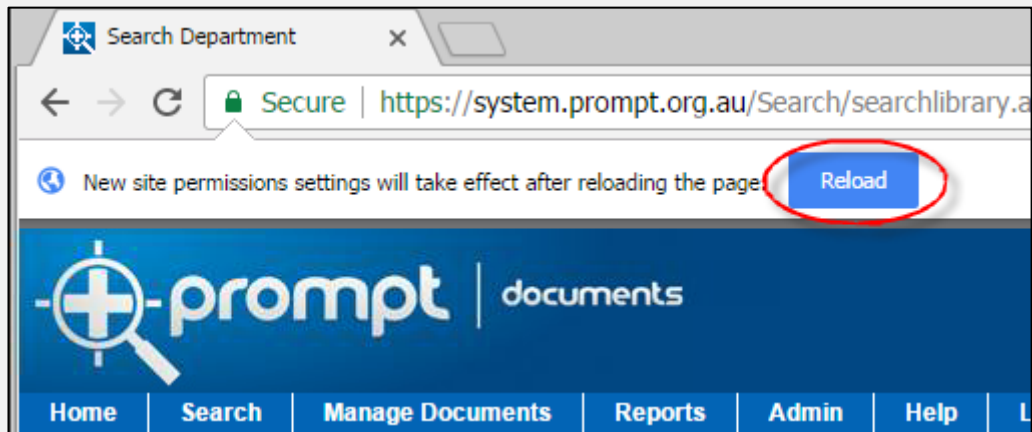 Search Department
Secure | https://system.prompt.org.au/Search/searchlibrary.a
New site permissions settings will take effect after reloading the page. Reload
prompt | documents
Home Search Manage Documents Reports Admin Help L